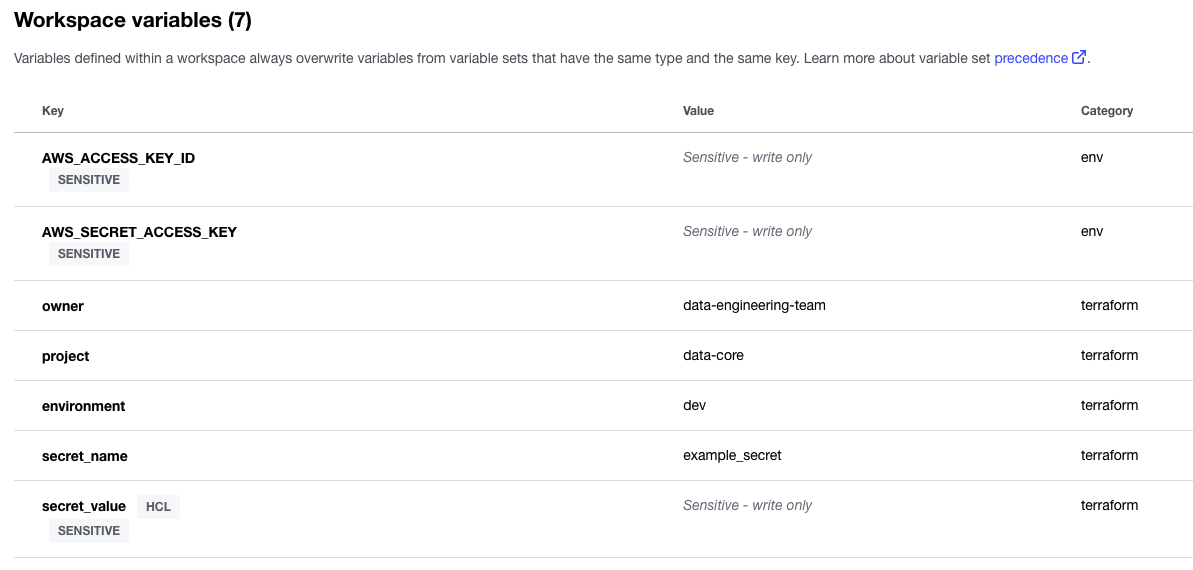 Workspace variables (7)
Variables defined within a workspace always overwrite variables from variable sets that have the same type and the same key. Learn more about variable set precedence.
Key Value Category
AWS_ACCESS_KEY_ID Sensitive - write only env
SENSITIVE
AWS_SECRET_ACCESS_KEY Sensitive - write only env
SENSITIVE
owner data-engineering-team terraform
project data-core terraform
environment dev terraform
secret_name example_secret terraform
secret_value HCL Sensitive - write only terraform
SENSITIVE